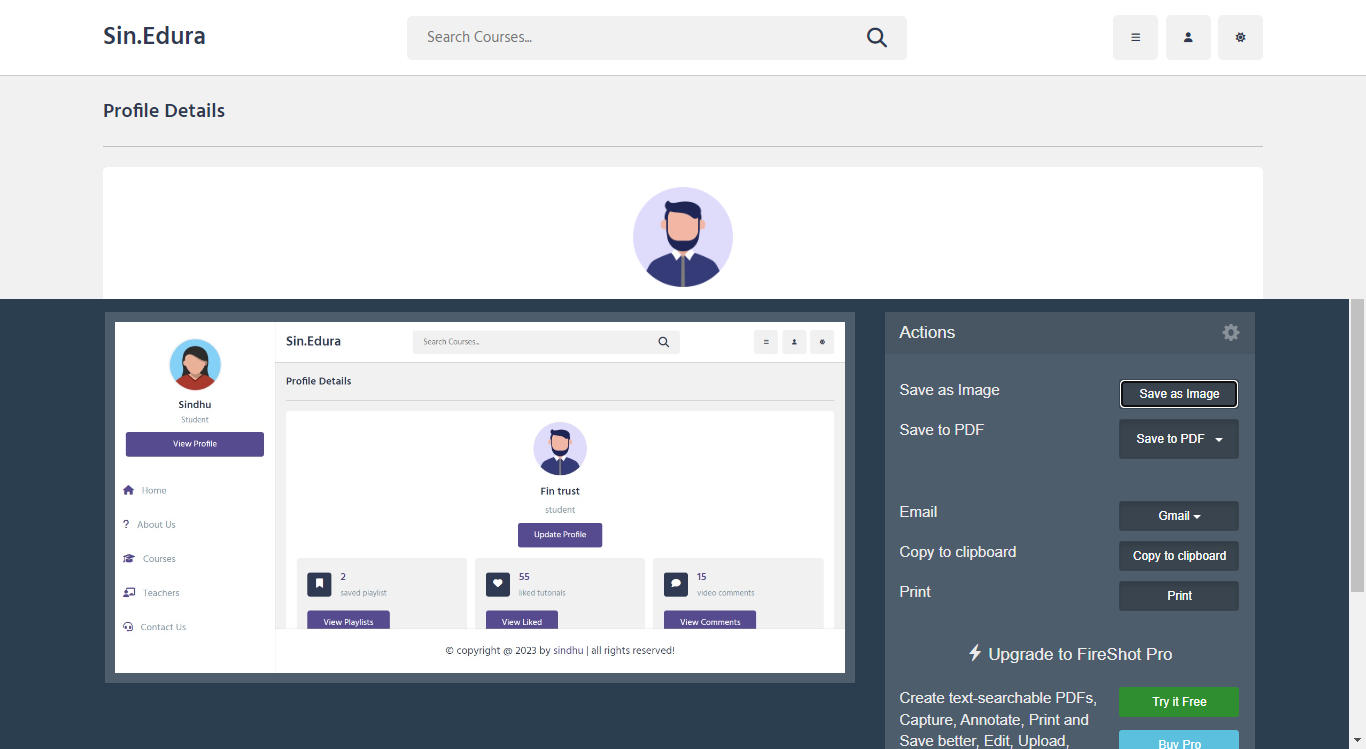 Sin.Edura
Search Courses...
Profile Details
Sindhu
Student
View Profile
Home
About Us
Courses
Teachers
Contact Us
Sin.Edura
Search Courses...
Profile Details
Fin trust
student
Update Profile
2
saved playlist
View Playlists
55
liked tutorials
View Liked
15
video comments
View Comments
© copyright @ 2023 by sindhu | all rights reserved!
Actions
Save as Image
Save as Image
Save to PDF
Save to PDF
Email
Gmail
Copy to clipboard
Copy to clipboard
Print
Print
Upgrade to FireShot Pro
Create text-searchable PDFs,
Capture, Annotate, Print and
Save better, Edit, Upload,
Try it Free
Buy Pro